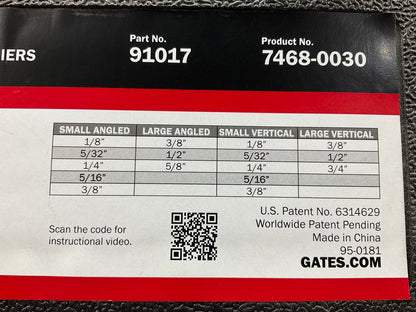 Part No. Product No.
IERS 91017 7468-0030
SMALL ANGLED LARGE ANGLED SMALL VERTICAL LARGE VERTICAL
1/8" 3/8" 1/8" 3/8"
5/32" 1/2" 5/32" 1/2"
1/4" 5/8" 1/4" 3/4"
5/16" 5/16"
3/8" 3/8"
U.S. Patent No. 6314629
Scan the code for Worldwide Patent Pending
instructional video. Made in China
95-0181
GATES.COM